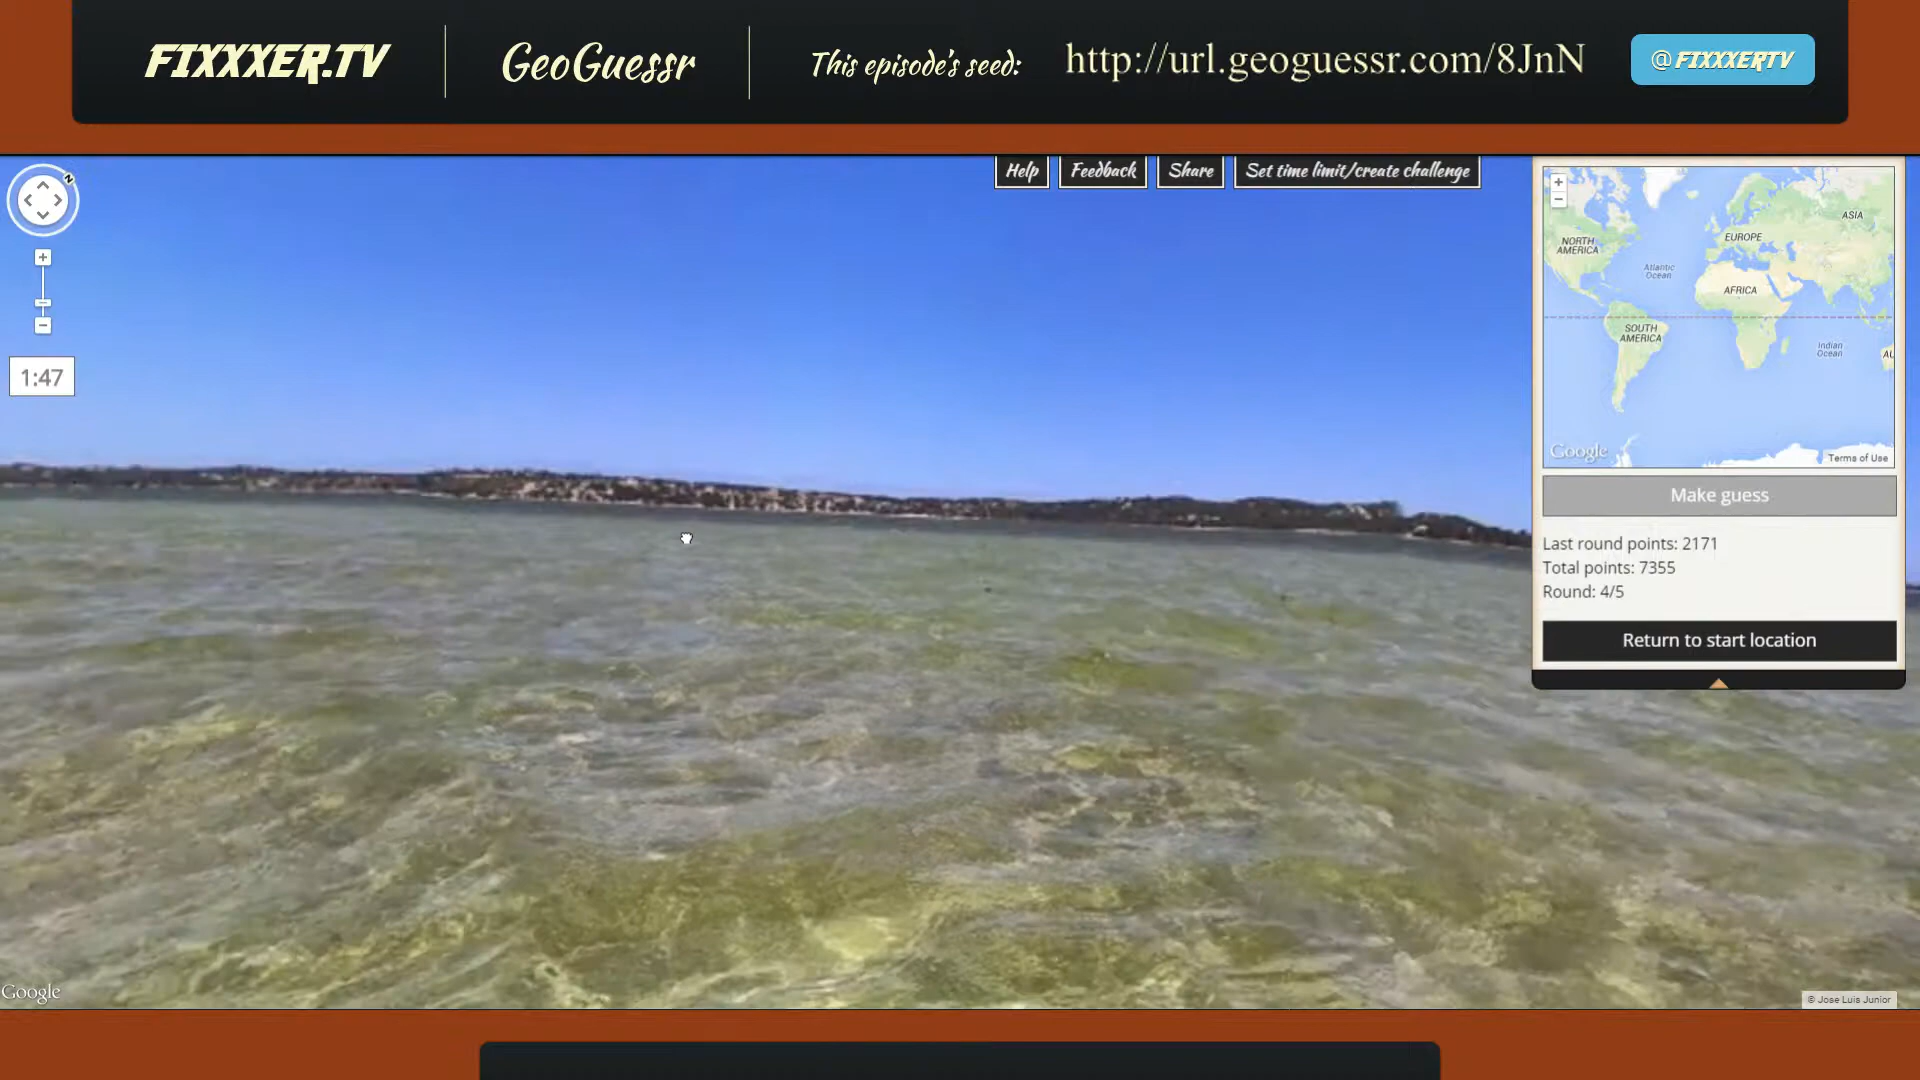 FIXXXER.TV
GeoGuessr
This episode's seed:
http://url.geoguessr.com/8JnN
@FIXXXERTV
Help
Feedback
Share
Set time limit/create challenge
N
+
−
1:47
+
−
NORTH
AMERICA
Atlantic
Ocean
EUROPE
ASIA
AFRICA
SOUTH
AMERICA
Indian
Ocean
AU
Google
Terms of Use
Make guess
Last round points: 2171
Total points: 7355
Round: 4/5
Return to start location
Google
© Jose Luis Junior